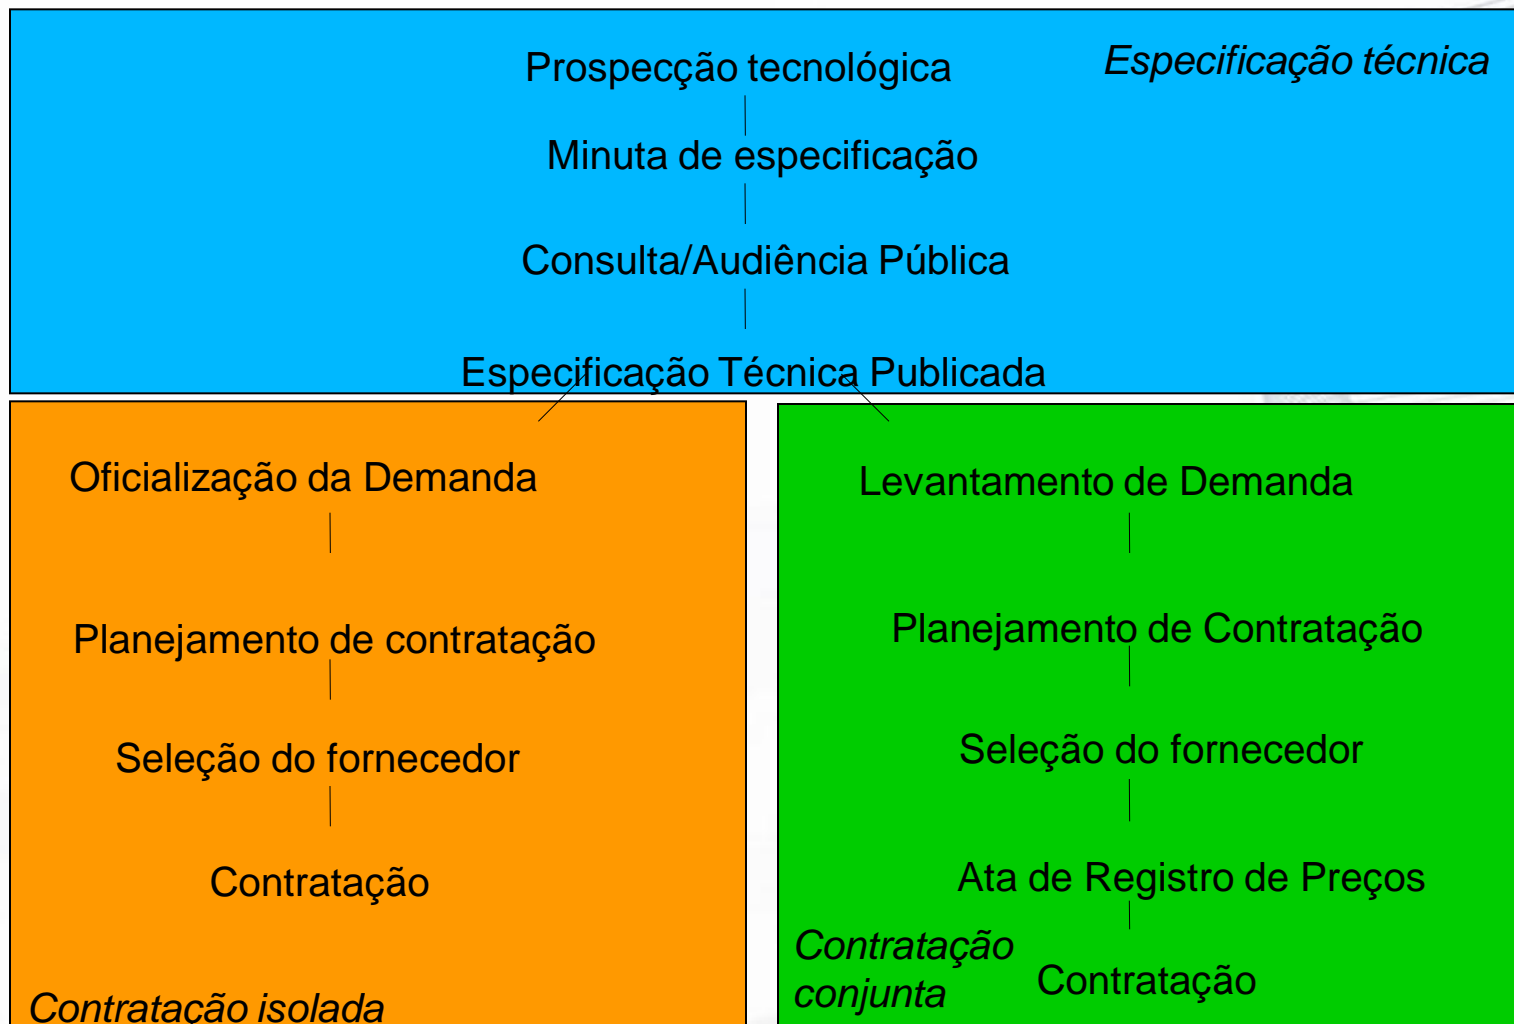 Prospecção tecnológica
Especificação técnica
Minuta de especificação
Consulta/Audiência Pública
Especificação Técnica Publicada
Oficialização da Demanda
Planejamento de contratação
Seleção do fornecedor
Contratação
Contratação isolada
Levantamento de Demanda
Planejamento de Contratação
Seleção do fornecedor
Ata de Registro de Preços
Contratação
conjunta
Contratação